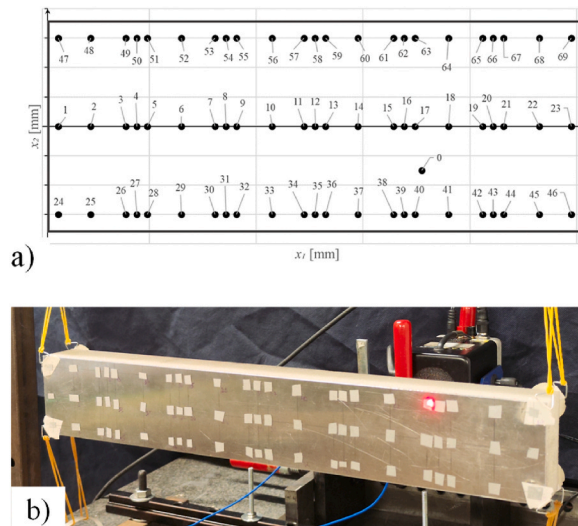 47 48 49 50 51 52 53 54 55 56 57 58 59 60 61 62 63 64 65 66 67 68 69
1 2 3 4 5 6 7 8 9 10 11 12 13 14 15 16 17 18 19 20 21 22 23
0
24 25 26 27 28 29 30 31 32 33 34 35 36 37 38 39 40 41 42 43 44 45 46
x₂ [mm]
x₁ [mm]
a)
b)